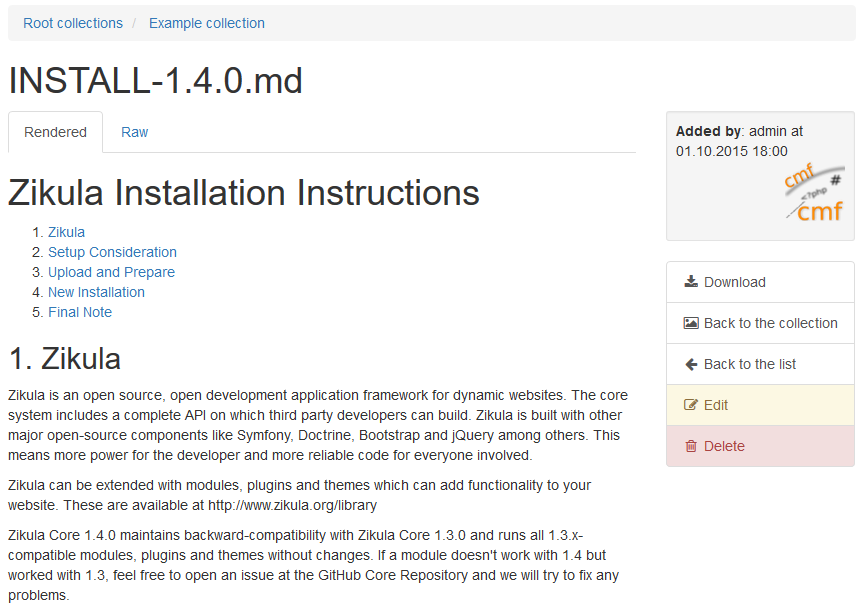 Root collections / Example collection
INSTALL-1.4.0.md
Rendered Raw
Zikula Installation Instructions
1. Zikula
2. Setup Consideration
3. Upload and Prepare
4. New Installation
5. Final Note
1. Zikula
Zikula is an open source, open development application framework for dynamic websites. The core
system includes a complete API on which third party developers can build. Zikula is built with other
major open-source components like Symfony, Doctrine, Bootstrap and jQuery among others. This
means more power for the developer and more reliable code for everyone involved.
Zikula can be extended with modules, plugins and themes which can add functionality to your
website. These are available at http://www.zikula.org/library
Zikula Core 1.4.0 maintains backward-compatibility with Zikula Core 1.3.0 and runs all 1.3.x-
compatible modules, plugins and themes without changes. If a module doesn't work with 1.4 but
worked with 1.3, feel free to open an issue at the GitHub Core Repository and we will try to fix any
problems.
Added by: admin at
01.10.2015 18:00
cmf
#
<?php
cmf
Download
Back to the collection
Back to the list
Edit
Delete